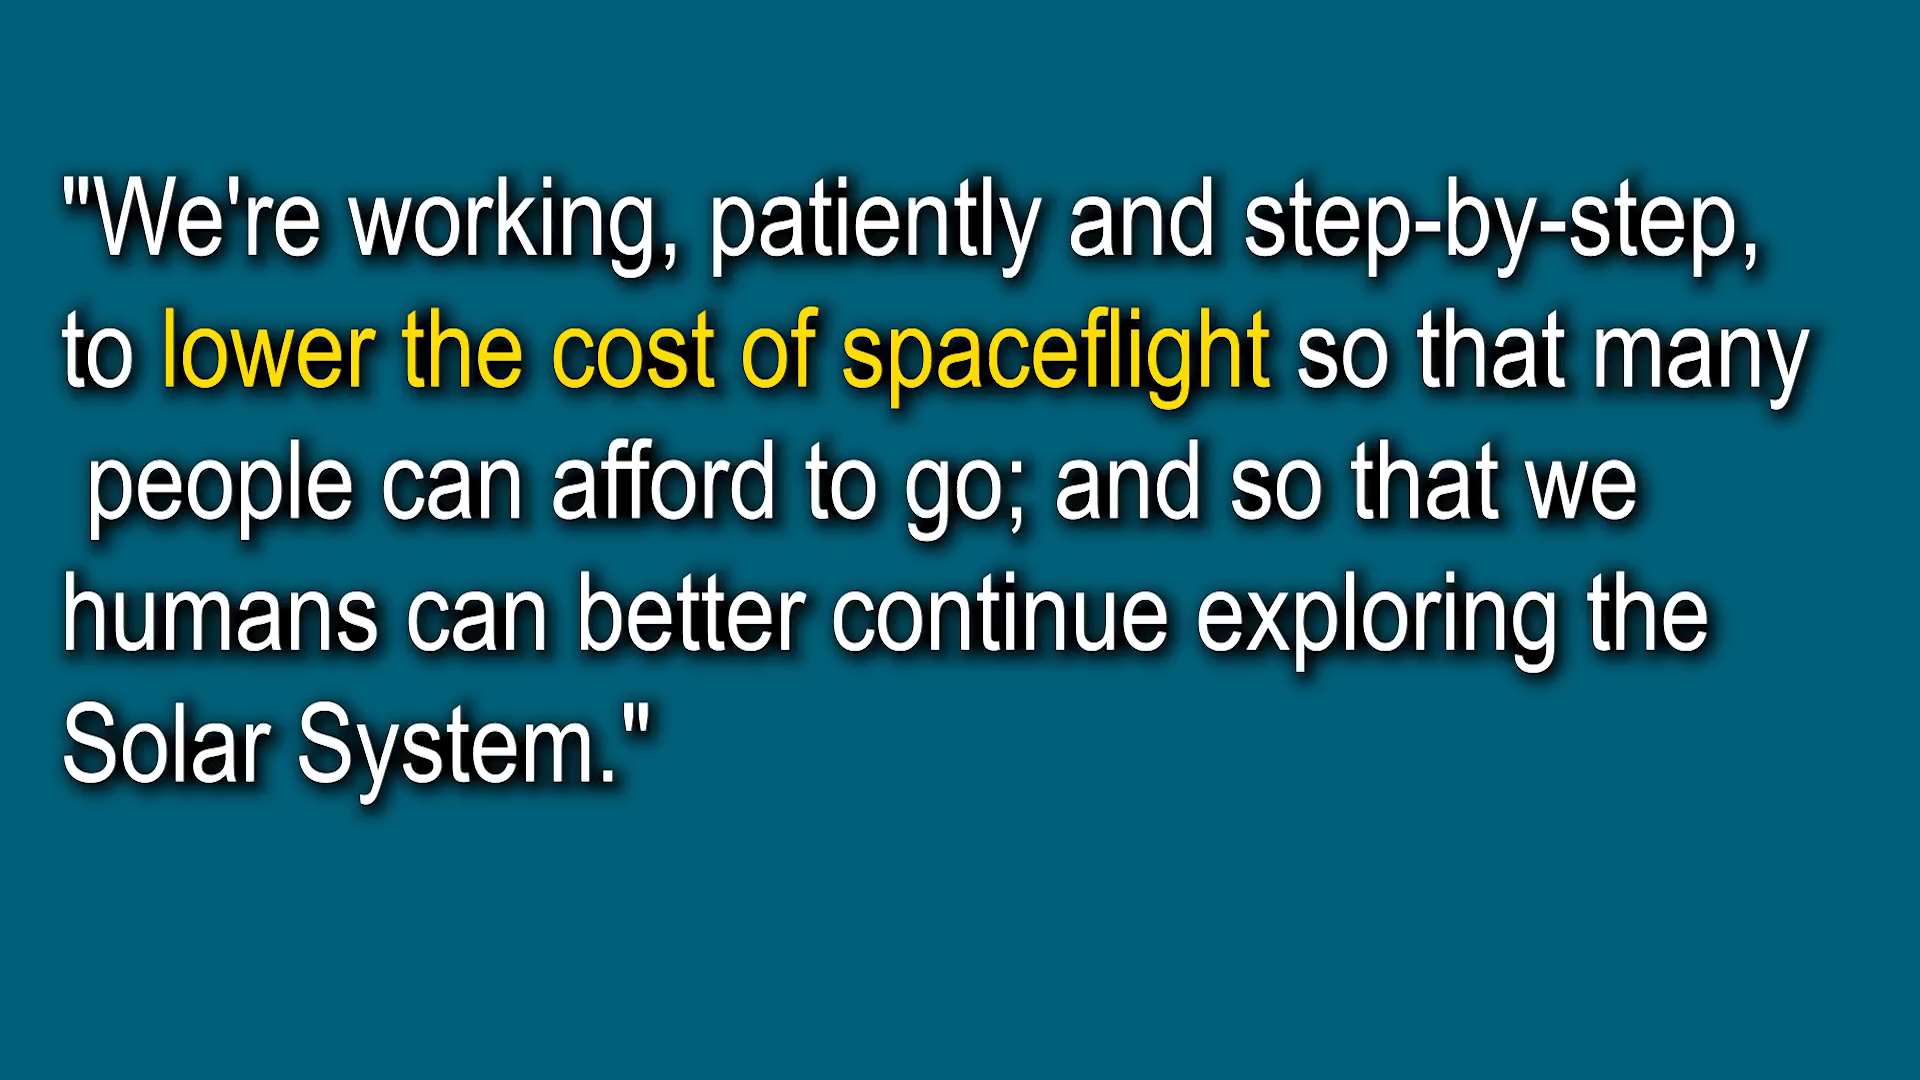 "We're working, patiently and step-by-step,
to lower the cost of spaceflight so that many
people can afford to go; and so that we
humans can better continue exploring the
Solar System."